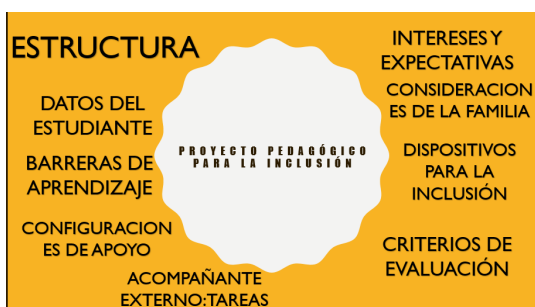 ESTRUCTURA
DATOS DEL
ESTUDIANTE
BARRERAS DE
APRENDIZAJE
CONFIGURACION
ES DE APOYO
ACOMPAÑANTE
EXTERNO:TAREAS
PROYECTO PEDAGÓGICO
PARA LA INCLUSIÓN
INTERESES Y
EXPECTATIVAS
CONSIDERACION
ES DE LA FAMILIA
DISPOSITIVOS
PARA LA
INCLUSIÓN
CRITERIOS DE
EVALUACIÓN